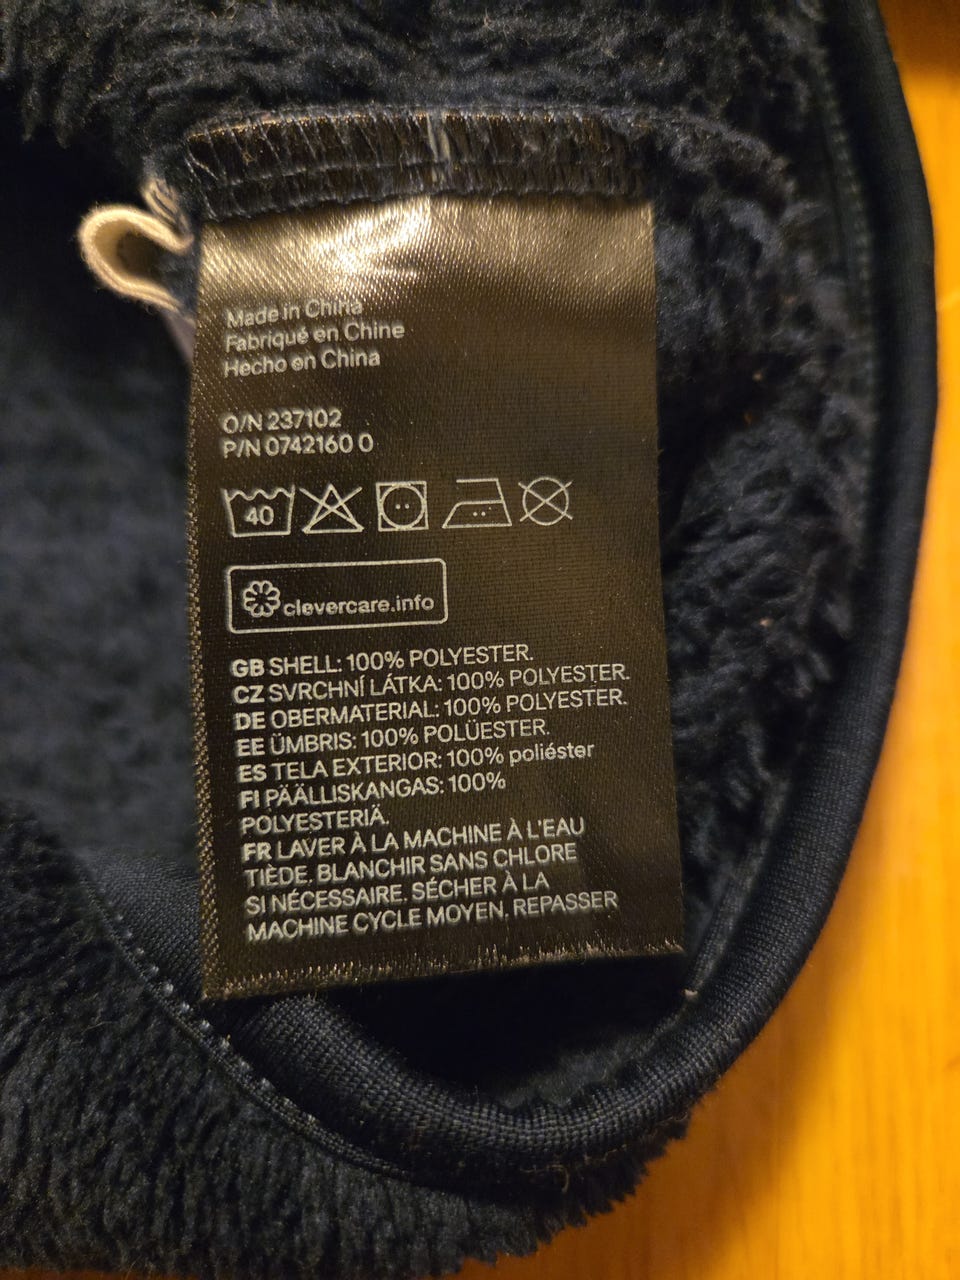 Made in China
Fabriqué en Chine
Hecho en China
O/N 237102
P/N 0742160 0
40
clevercare.info
GB SHELL: 100% POLYESTER.
CZ SVRCHNÍ LÁTKA: 100% POLYESTER.
DE OBERMATERIAL: 100% POLYESTER.
EE ÜMBRIS: 100% POLÜESTER.
ES TELA EXTERIOR: 100% poliéster
FI PÄÄLLISKANGAS: 100%
POLYESTERIÄ.
FR LAVER À LA MACHINE À L'EAU
TIÈDE. BLANCHIR SANS CHLORE
SI NÉCESSAIRE. SÉCHER À LA
MACHINE CYCLE MOYEN. REPASSER